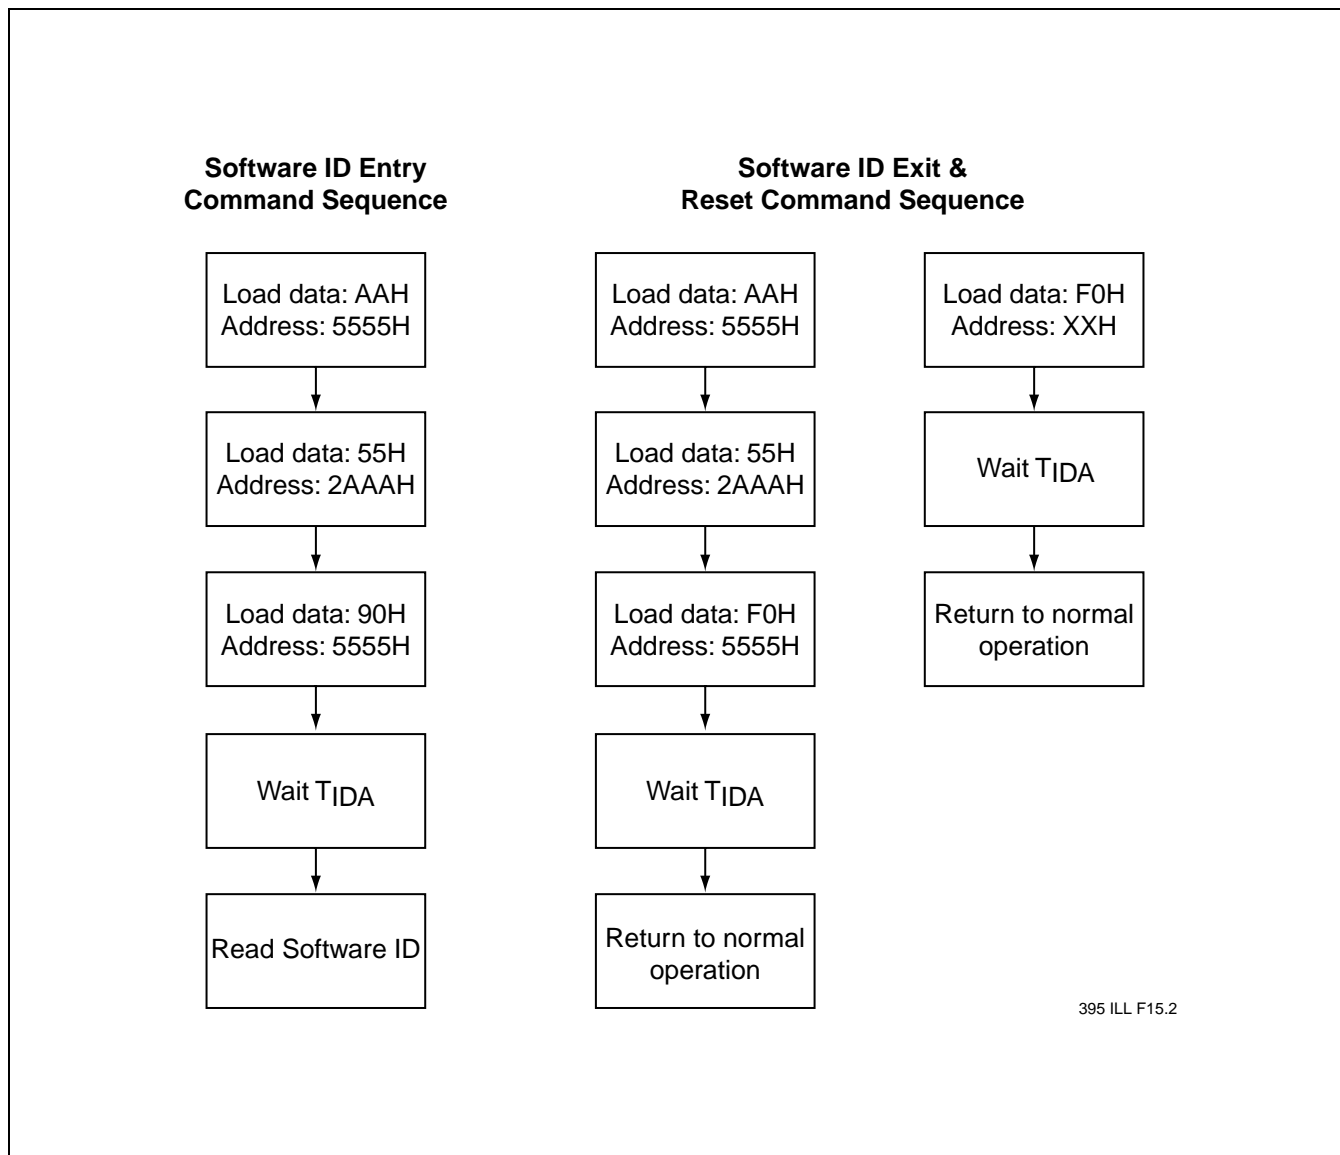 Software ID Entry
Command Sequence
Load data: AAH
Address: 5555H
Load data: 55H
Address: 2AAAH
Load data: 90H
Address: 5555H
Wait TIDA
Read Software ID
Software ID Exit &
Reset Command Sequence
Load data: AAH
Address: 5555H
Load data: 55H
Address: 2AAAH
Load data: F0H
Address: 5555H
Wait TIDA
Return to normal
operation
Load data: F0H
Address: XXH
Wait TIDA
Return to normal
operation
395 ILL F15.2